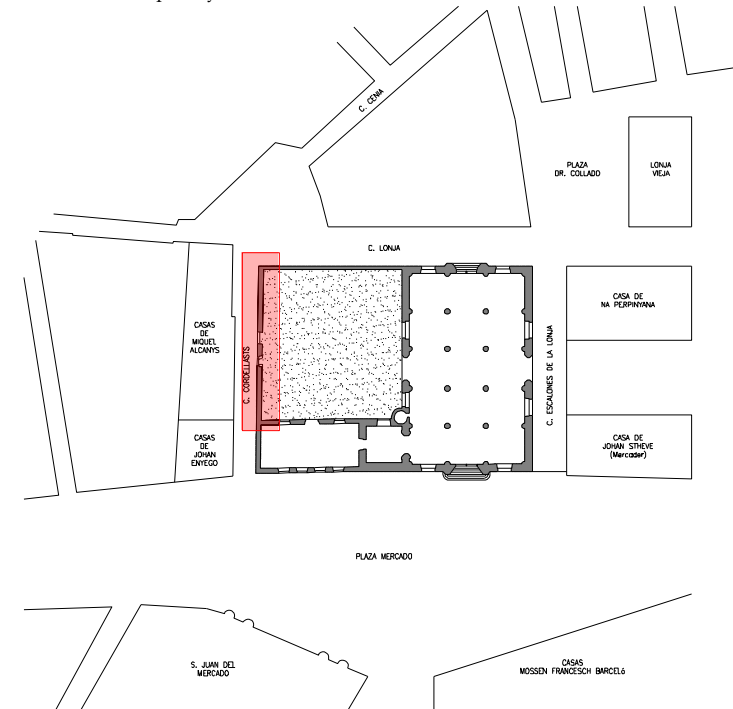 C. CENIA
PLAZA
DR. COLLADO
LONJA
VIEJA
C. LONJA
CASA DE
NA PERPINYANA
CASAS
DE
MIQUEL
ALCANYS
C. CORDELLASTS
C. ESCALONES DE LA LONJA
CASAS
DE
JOHAN
ENYEGO
CASA DE
JOHAN STHEVE
(Mercader)
PLAZA MERCADO
S. JUAN DEL
MERCADO
CASAS
MOSSEN FRANCESCH BARCELó